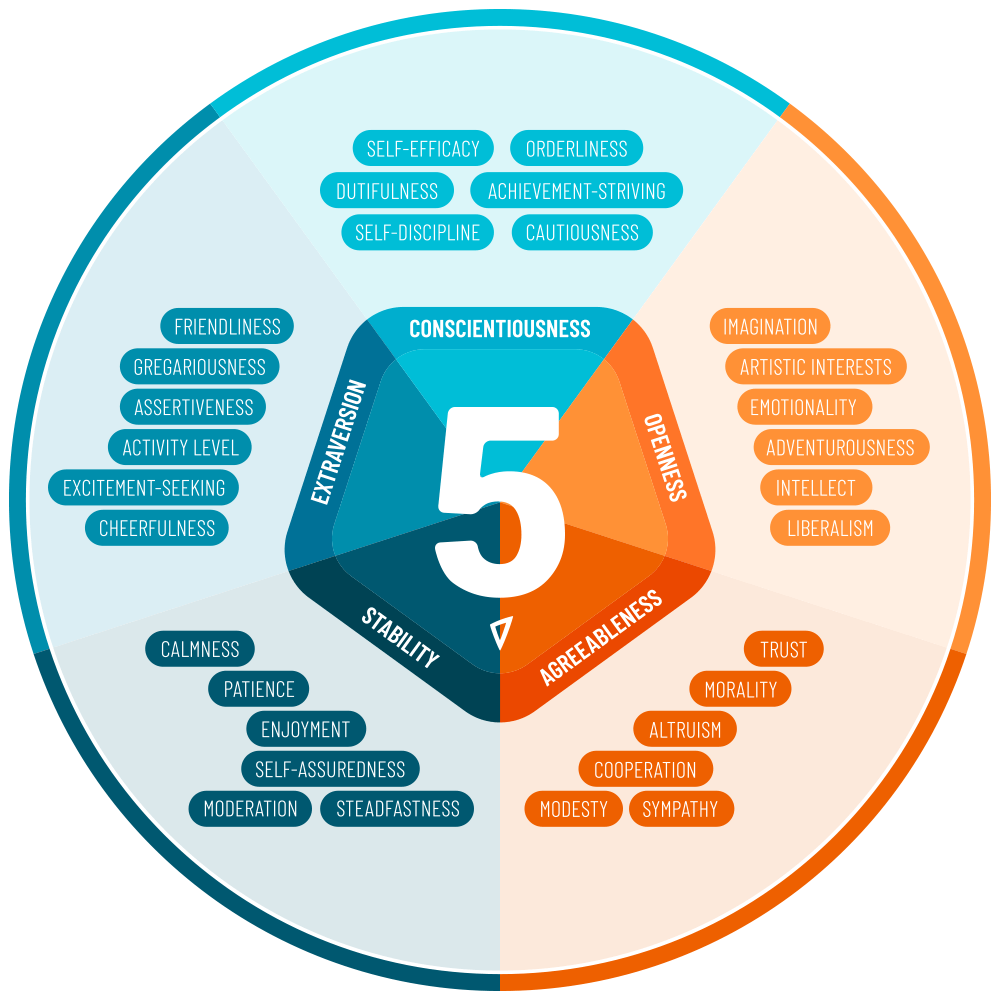 SELF-EFFICACY
ORDERLINESS
DUTIFULNESS
ACHIEVEMENT-STRIVING
SELF-DISCIPLINE
CAUTIOUSNESS
CONSCIENTIOUSNESS
FRIENDLINESS
GREGARIOUSNESS
ASSERTIVENESS
ACTIVITY LEVEL
EXCITEMENT-SEEKING
CHEERFULNESS
EXTRAVERSION
5
OPENNESS
IMAGINATION
ARTISTIC INTERESTS
EMOTIONALITY
ADVENTUROUSNESS
INTELLECT
LIBERALISM
STABILITY
CALMNESS
PATIENCE
ENJOYMENT
SELF-ASSUREDNESS
MODERATION
STEADFASTNESS
AGREEABLENESS
TRUST
MORALITY
ALTRUISM
COOPERATION
MODESTY
SYMPATHY